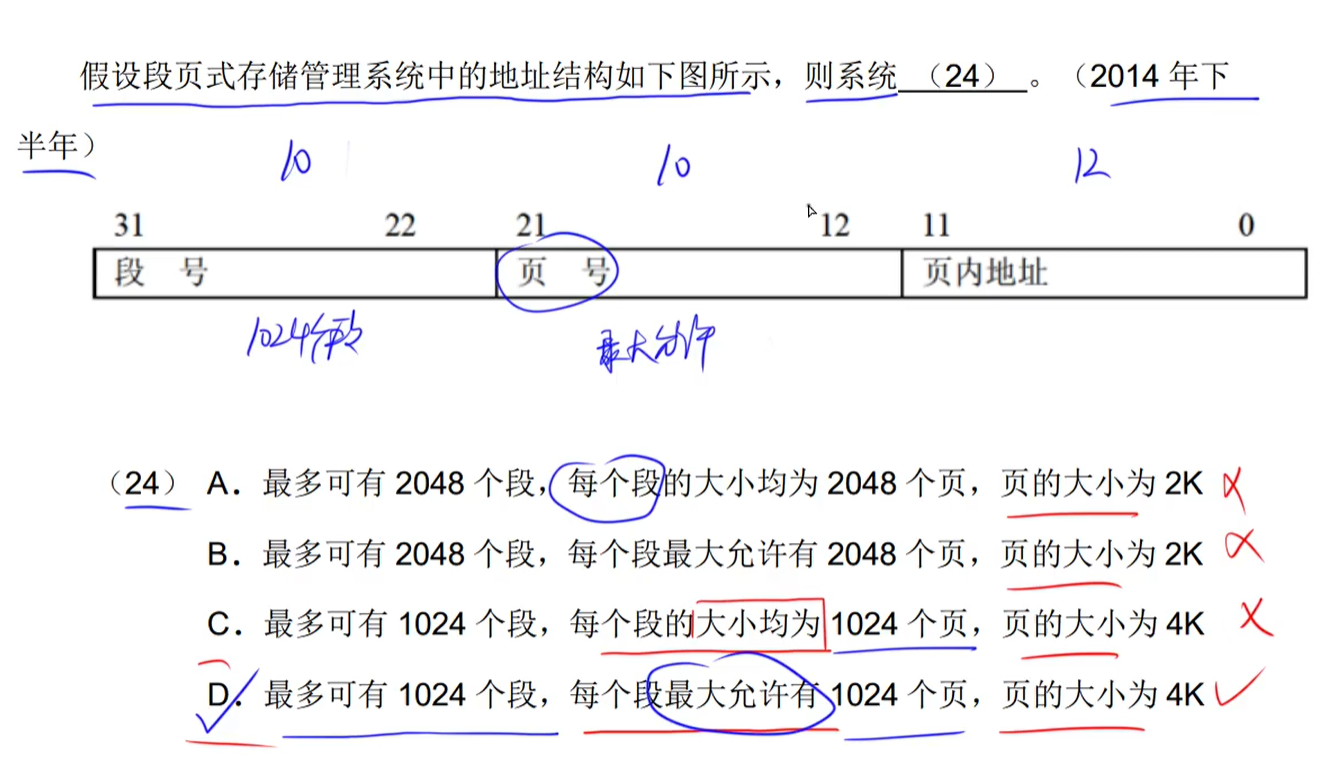 假设段页式存储管理系统中的地址结构如下图所示，则系统 （24） 。（2014 年下
半年）
10 10 12
31 22 21 12 11 0
段 号 页 号 页内地址
1024个段 最大允许
（24） A．最多可有 2048 个段，每个段的大小均为 2048 个页，页的大小为 2K ×
B．最多可有 2048 个段，每个段最大允许有 2048 个页，页的大小为 2K ×
C．最多可有 1024 个段，每个段的大小均为 1024 个页，页的大小为 4K ×
D．最多可有 1024 个段，每个段最大允许有 1024 个页，页的大小为 4K ✓